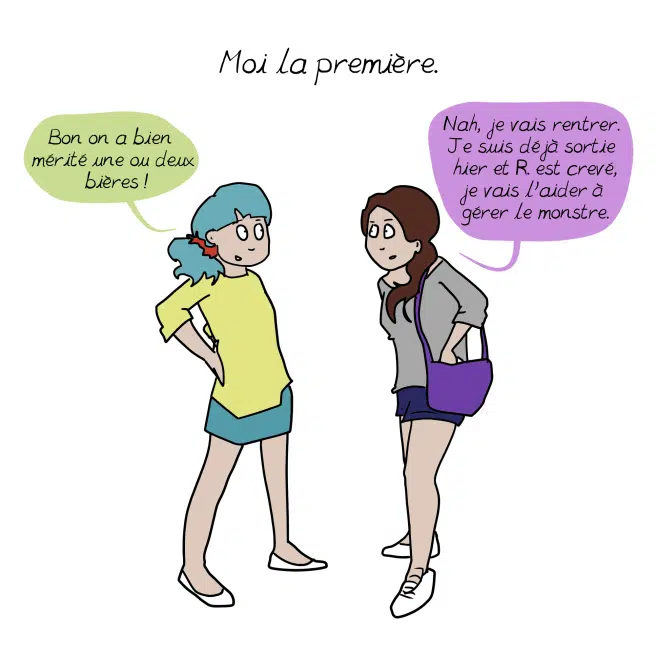 Moi la première.
Bon on a bien
mérité une ou deux
bières !
Nah, je vais rentrer.
Je suis déjà sortie
hier et R. est crevé,
je vais l'aider à
gérer le monstre.